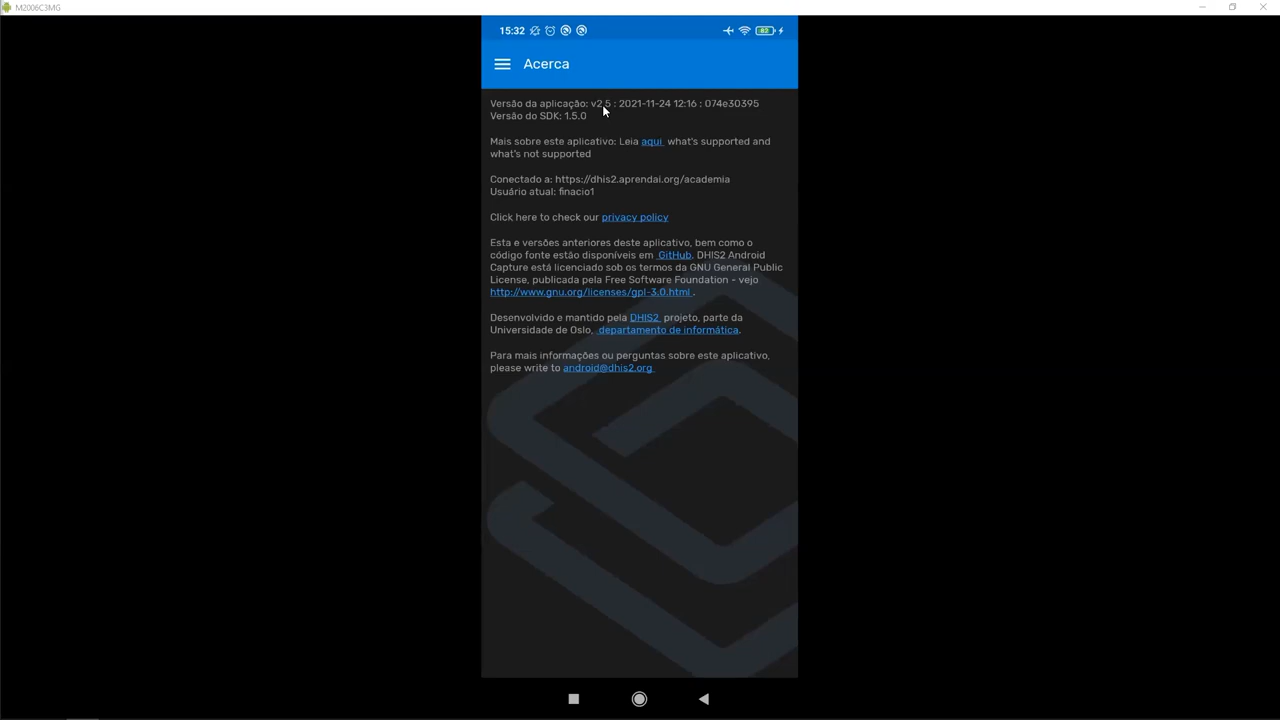 M2006C3MG
15:32
82
Acerca
Versão da aplicação: v2.5 : 2021-11-24 12:16 : 074e30395
Versão do SDK: 1.5.0
Mais sobre este aplicativo: Leia aqui what's supported and
what's not supported
Conectado a: https://dhis2.aprendai.org/academia
Usuário atual: finacio1
Click here to check our privacy policy
Esta e versões anteriores deste aplicativo, bem como o
código fonte estão disponíveis em GitHub. DHIS2 Android
Capture está licenciado sob os termos da GNU General Public
License, publicada pela Free Software Foundation - vejo
http://www.gnu.org/licenses/gpl-3.0.html .
Desenvolvido e mantido pela DHIS2 projeto, parte da
Universidade de Oslo, departamento de informática.
Para mais informações ou perguntas sobre este aplicativo,
please write to android@dhis2.org